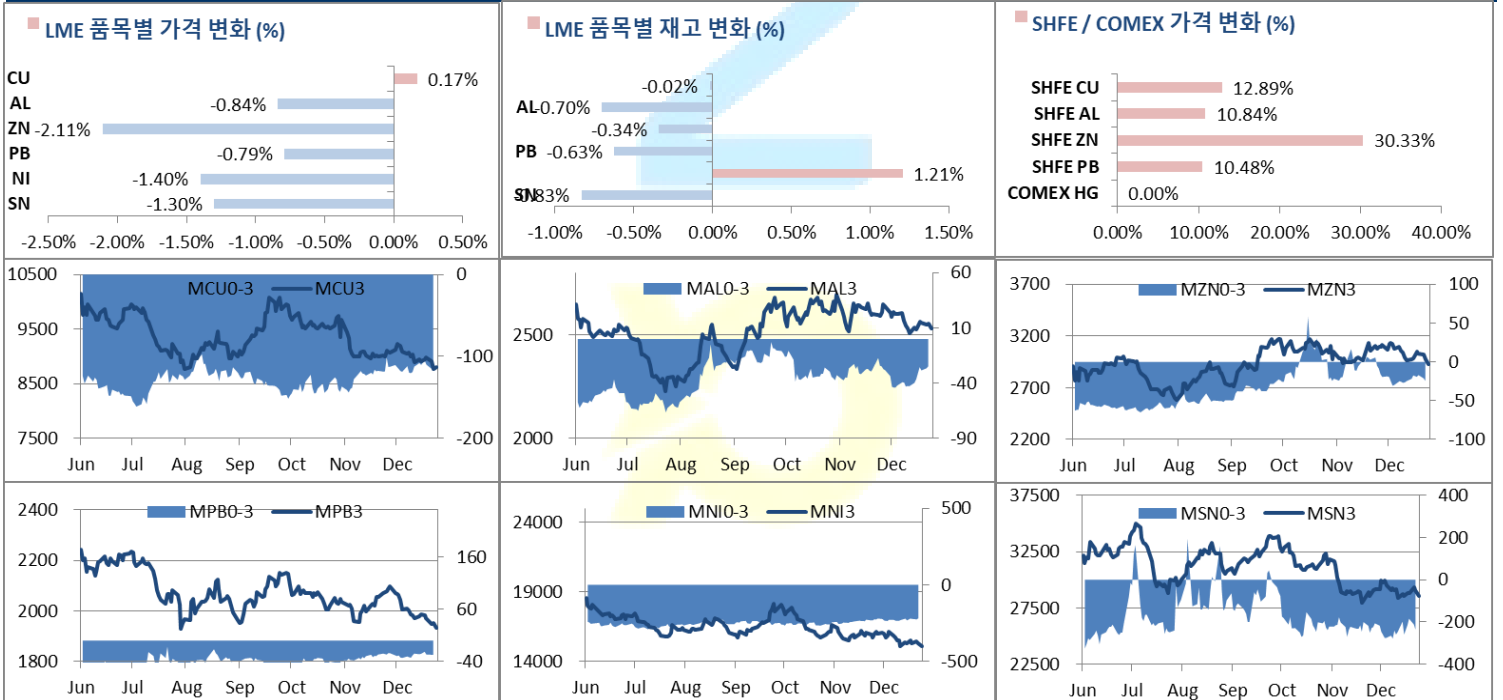 LME 품목별 가격 변화 (%)
CU
0.17%
AL
-0.84%
ZN
-2.11%
PB
-0.79%
NI
-1.40%
SN
-1.30%
-2.50% -2.00% -1.50% -1.00% -0.50% 0.00% 0.50%
LME 품목별 재고 변화 (%)
-0.02%
AL
-0.70%
-0.34%
PB
-0.63%
1.21%
SN
-0.83%
-1.00% -0.50% 0.00% 0.50% 1.00% 1.50%
SHFE / COMEX 가격 변화 (%)
SHFE CU
12.89%
SHFE AL
10.84%
SHFE ZN
30.33%
SHFE PB
10.48%
COMEX HG
0.00%
0.00% 10.00% 20.00% 30.00% 40.00%
MCU0-3 MCU3
10500
9500
8500
7500
0
-100
-200
Jun Jul Aug Sep Oct Nov Dec
MAL0-3 MAL3
2500
2000
60
10
-40
-90
Jun Jul Aug Sep Oct Nov Dec
MZN0-3 MZN3
3700
3200
2700
2200
100
50
0
-50
-100
Jun Jul Aug Sep Oct Nov Dec
MPB0-3 MPB3
2400
2200
2000
1800
160
60
-40
Jun Jul Aug Sep Oct Nov Dec
MNI0-3 MNI3
24000
19000
14000
500
0
-500
Jun Jul Aug Sep Oct Nov Dec
MSN0-3 MSN3
37500
32500
27500
22500
400
200
0
-200
-400
Jun Jul Aug Sep Oct Nov Dec